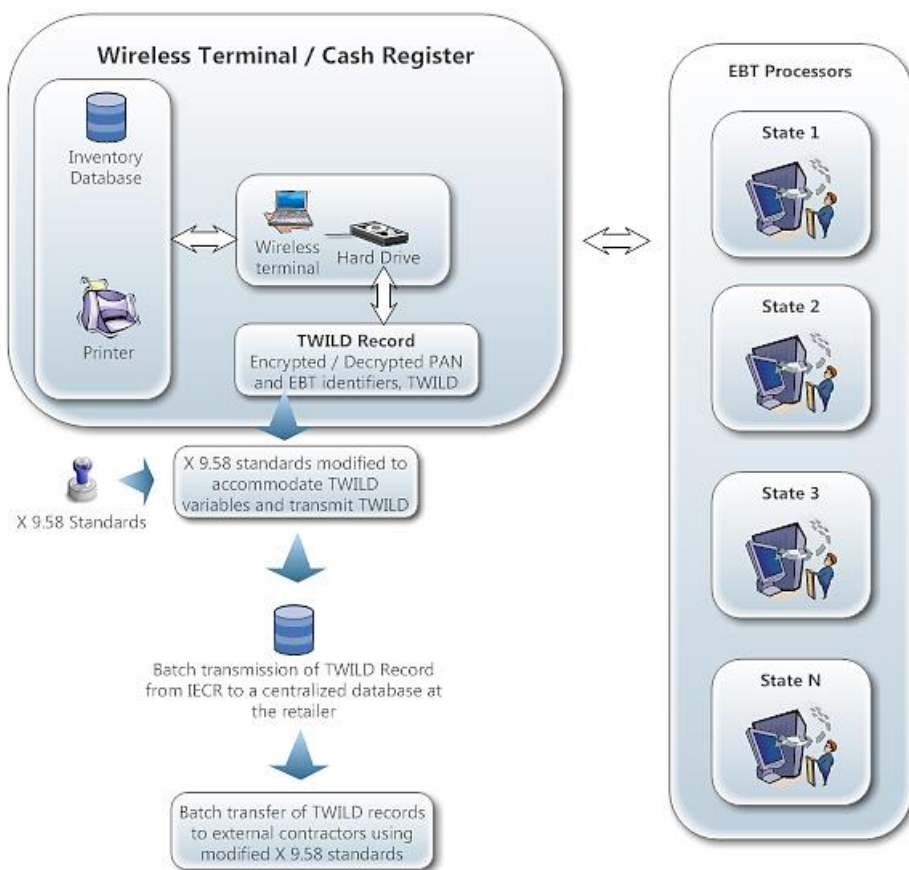 Wireless Terminal / Cash Register
Inventory
Database
Printer
Wireless
terminal
Hard Drive
TWILD Record
Encrypted / Decrypted PAN
and EBT identifiers, TWILD
X 9.58 Standards
X 9.58 standards modified to
accommodate TWILD
variables and transmit TWILD
Batch transmission of TWILD Record
from IECR to a centralized database at
the retailer
Batch transfer of TWILD records
to external contractors using
modified X 9.58 standards
EBT Processors
State 1
State 2
State 3
State N